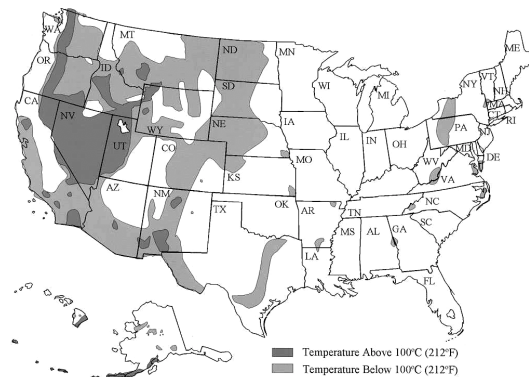 WA
MT
ND
MN
ME
OR
ID
SD
WI
MI
NY
VT
NH
MA
CT
RI
CA
NV
UT
WY
NE
IA
IL
IN
OH
PA
NJ
MD
DE
WV
VA
CO
KS
MO
AZ
NM
TX
OK
AR
TN
NC
SC
MS
AL
GA
LA
FL
Temperature Above 100°C (212°F)
Temperature Below 100°C (212°F)